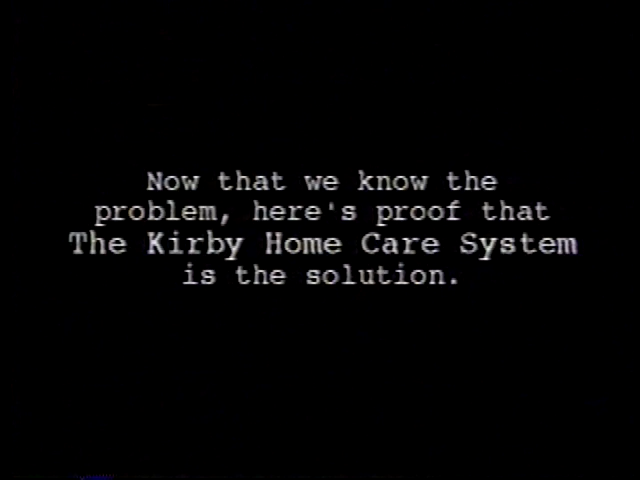 Now that we know the
problem, here's proof that
The Kirby Home Care System
is the solution.